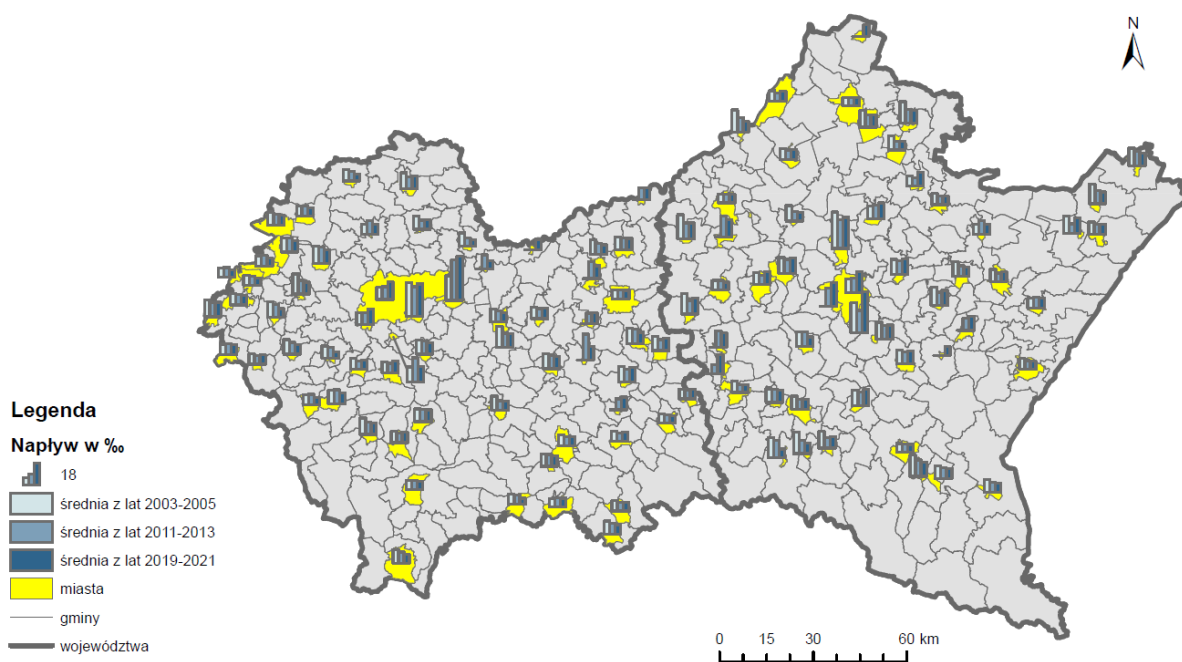 N
Legenda
Napływ w ‰
18
średnia z lat 2003-2005
średnia z lat 2011-2013
średnia z lat 2019-2021
miasta
gminy
województwa
0 15 30 60 km